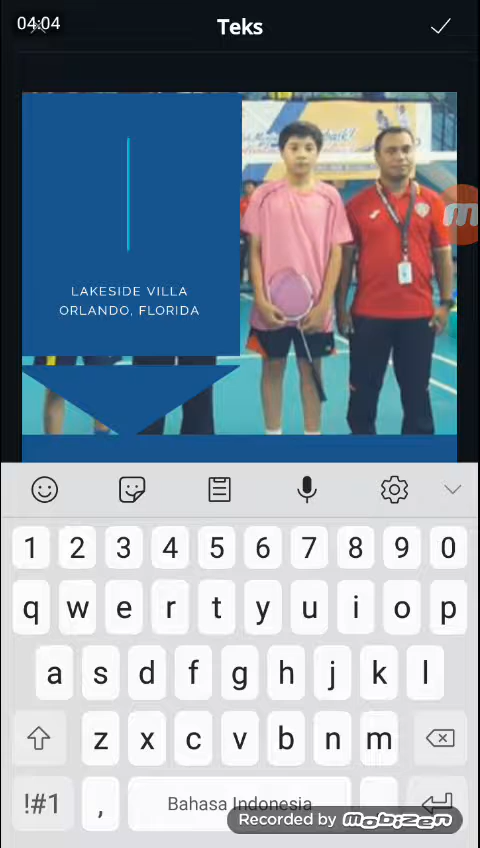 04:04
Teks
LAKESIDE VILLA
ORLANDO, FLORIDA
1 2 3 4 5 6 7 8 9 0
q w e r t y u i o p
a s d f g h j k l
z x c v b n m
!#1 , Bahasa Indonesia
Recorded by mobizen